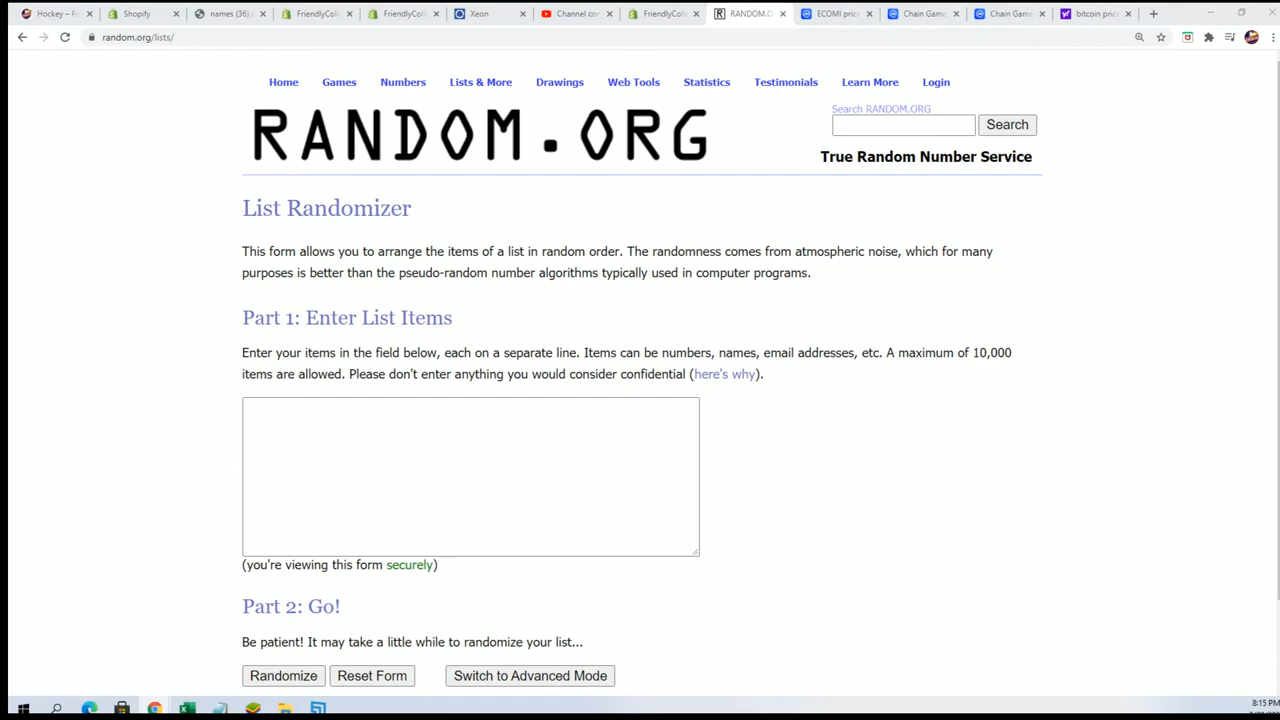 Hockey – Fr
Shopify
names (36).
FriendlyColl
FriendlyColl
Xeon
Channel con
FriendlyColl
RANDOM.O
ECOMI price
Chain Game
Chain Game
bitcoin price
random.org/lists/
Home Games Numbers Lists & More Drawings Web Tools Statistics Testimonials Learn More Login
RANDOM.ORG
Search RANDOM.ORG
Search
True Random Number Service
List Randomizer
This form allows you to arrange the items of a list in random order. The randomness comes from atmospheric noise, which for many
purposes is better than the pseudo-random number algorithms typically used in computer programs.
Part 1: Enter List Items
Enter your items in the field below, each on a separate line. Items can be numbers, names, email addresses, etc. A maximum of 10,000
items are allowed. Please don't enter anything you would consider confidential (here's why).
(you're viewing this form securely)
Part 2: Go!
Be patient! It may take a little while to randomize your list...
Randomize Reset Form Switch to Advanced Mode
8:15 PM